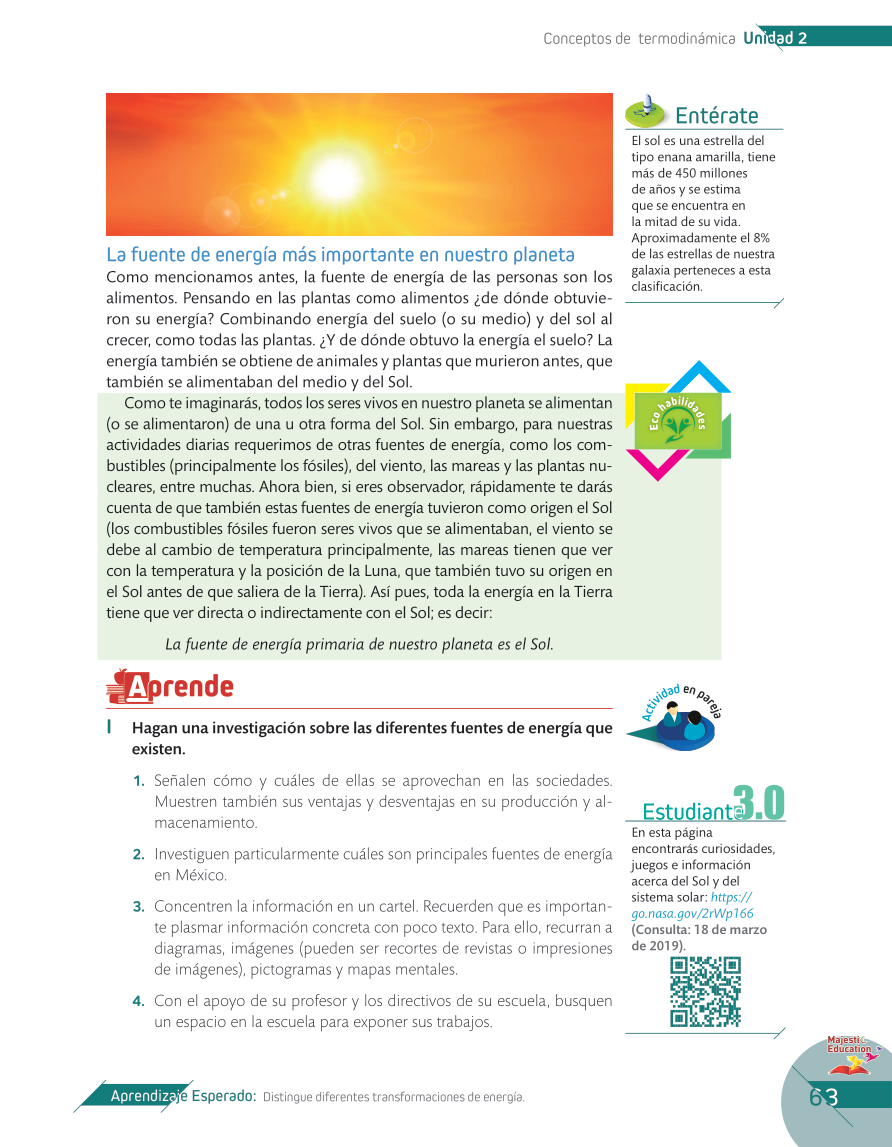 Conceptos de termodinámica Unidad 2
La fuente de energía más importante en nuestro planeta
Como mencionamos antes, la fuente de energía de las personas son los
alimentos. Pensando en las plantas como alimentos ¿de dónde obtuvie-
ron su energía? Combinando energía del suelo (o su medio) y del sol al
crecer, como todas las plantas. ¿Y de dónde obtuvo la energía el suelo? La
energía también se obtiene de animales y plantas que murieron antes, que
también se alimentaban del medio y del Sol.
Como te imaginarás, todos los seres vivos en nuestro planeta se alimentan
(o se alimentaron) de una u otra forma del Sol. Sin embargo, para nuestras
actividades diarias requerimos de otras fuentes de energía, como los com-
bustibles (principalmente los fósiles), del viento, las mareas y las plantas nu-
cleares, entre muchas. Ahora bien, si eres observador, rápidamente te darás
cuenta de que también estas fuentes de energía tuvieron como origen el Sol
(los combustibles fósiles fueron seres vivos que se alimentaban, el viento se
debe al cambio de temperatura principalmente, las mareas tienen que ver
con la temperatura y la posición de la Luna, que también tuvo su origen en
el Sol antes de que saliera de la Tierra). Así pues, toda la energía en la Tierra
tiene que ver directa o indirectamente con el Sol; es decir:
La fuente de energía primaria de nuestro planeta es el Sol.
Aprende
I Hagan una investigación sobre las diferentes fuentes de energía que
existen.
1. Señalen cómo y cuáles de ellas se aprovechan en las sociedades.
Muestren también sus ventajas y desventajas en su producción y al-
macenamiento.
2. Investiguen particularmente cuáles son principales fuentes de energía
en México.
3. Concentren la información en un cartel. Recuerden que es importan-
te plasmar información concreta con poco texto. Para ello, recurran a
diagramas, imágenes (pueden ser recortes de revistas o impresiones
de imágenes), pictogramas y mapas mentales.
4. Con el apoyo de su profesor y los directivos de su escuela, busquen
un espacio en la escuela para exponer sus trabajos.
Entérate
El sol es una estrella del
tipo enana amarilla, tiene
más de 450 millones
de años y se estima
que se encuentra en
la mitad de su vida.
Aproximadamente el 8%
de las estrellas de nuestra
galaxia perteneces a esta
clasificación.
Eco habilidades
Actividad en pareja
Estudiante 3.0
En esta página
encontrarás curiosidades,
juegos e información
acerca del Sol y del
sistema solar: https://
go.nasa.gov/2rWp166
(Consulta: 18 de marzo
de 2019).
Majestic
Education
Aprendizaje Esperado: Distingue diferentes transformaciones de energía.
63